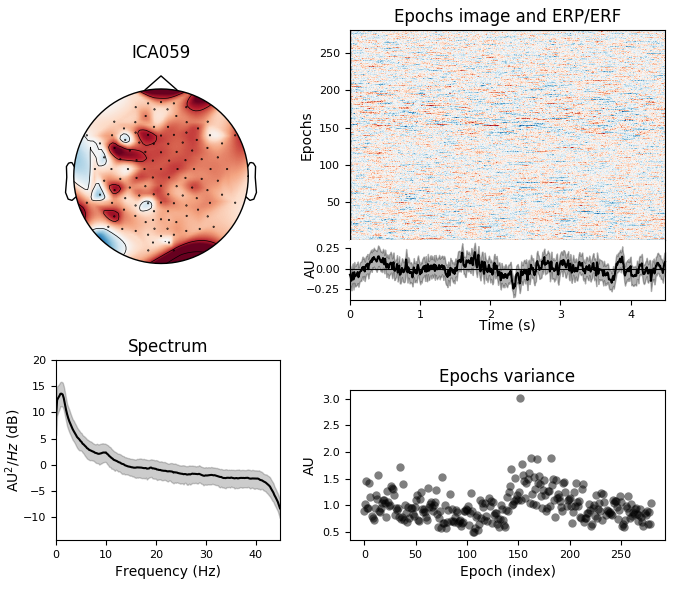 ICA059
Epochs image and ERP/ERF
Epochs
250
200
150
100
50
AU
0.25
0.00
−0.25
0 1 2 3 4
Time (s)
Spectrum
AU²/Hz (dB)
20
15
10
5
0
−5
−10
0 10 20 30 40
Frequency (Hz)
Epochs variance
AU
3.0
2.5
2.0
1.5
1.0
0.5
0 50 100 150 200 250
Epoch (index)